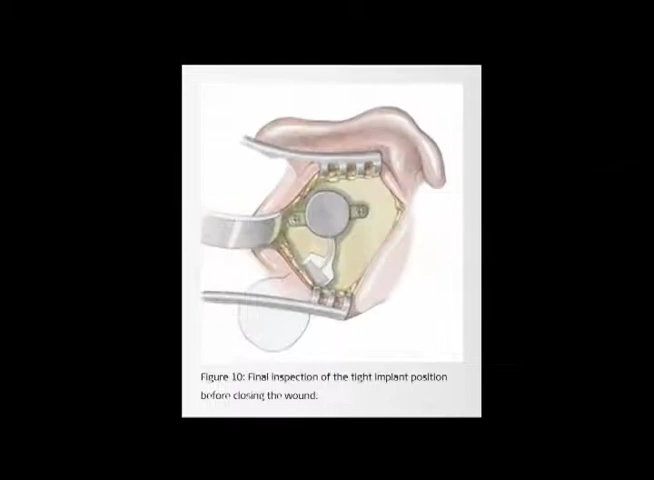 Figure 10: Final inspection of the tight implant position
before closing the wound.